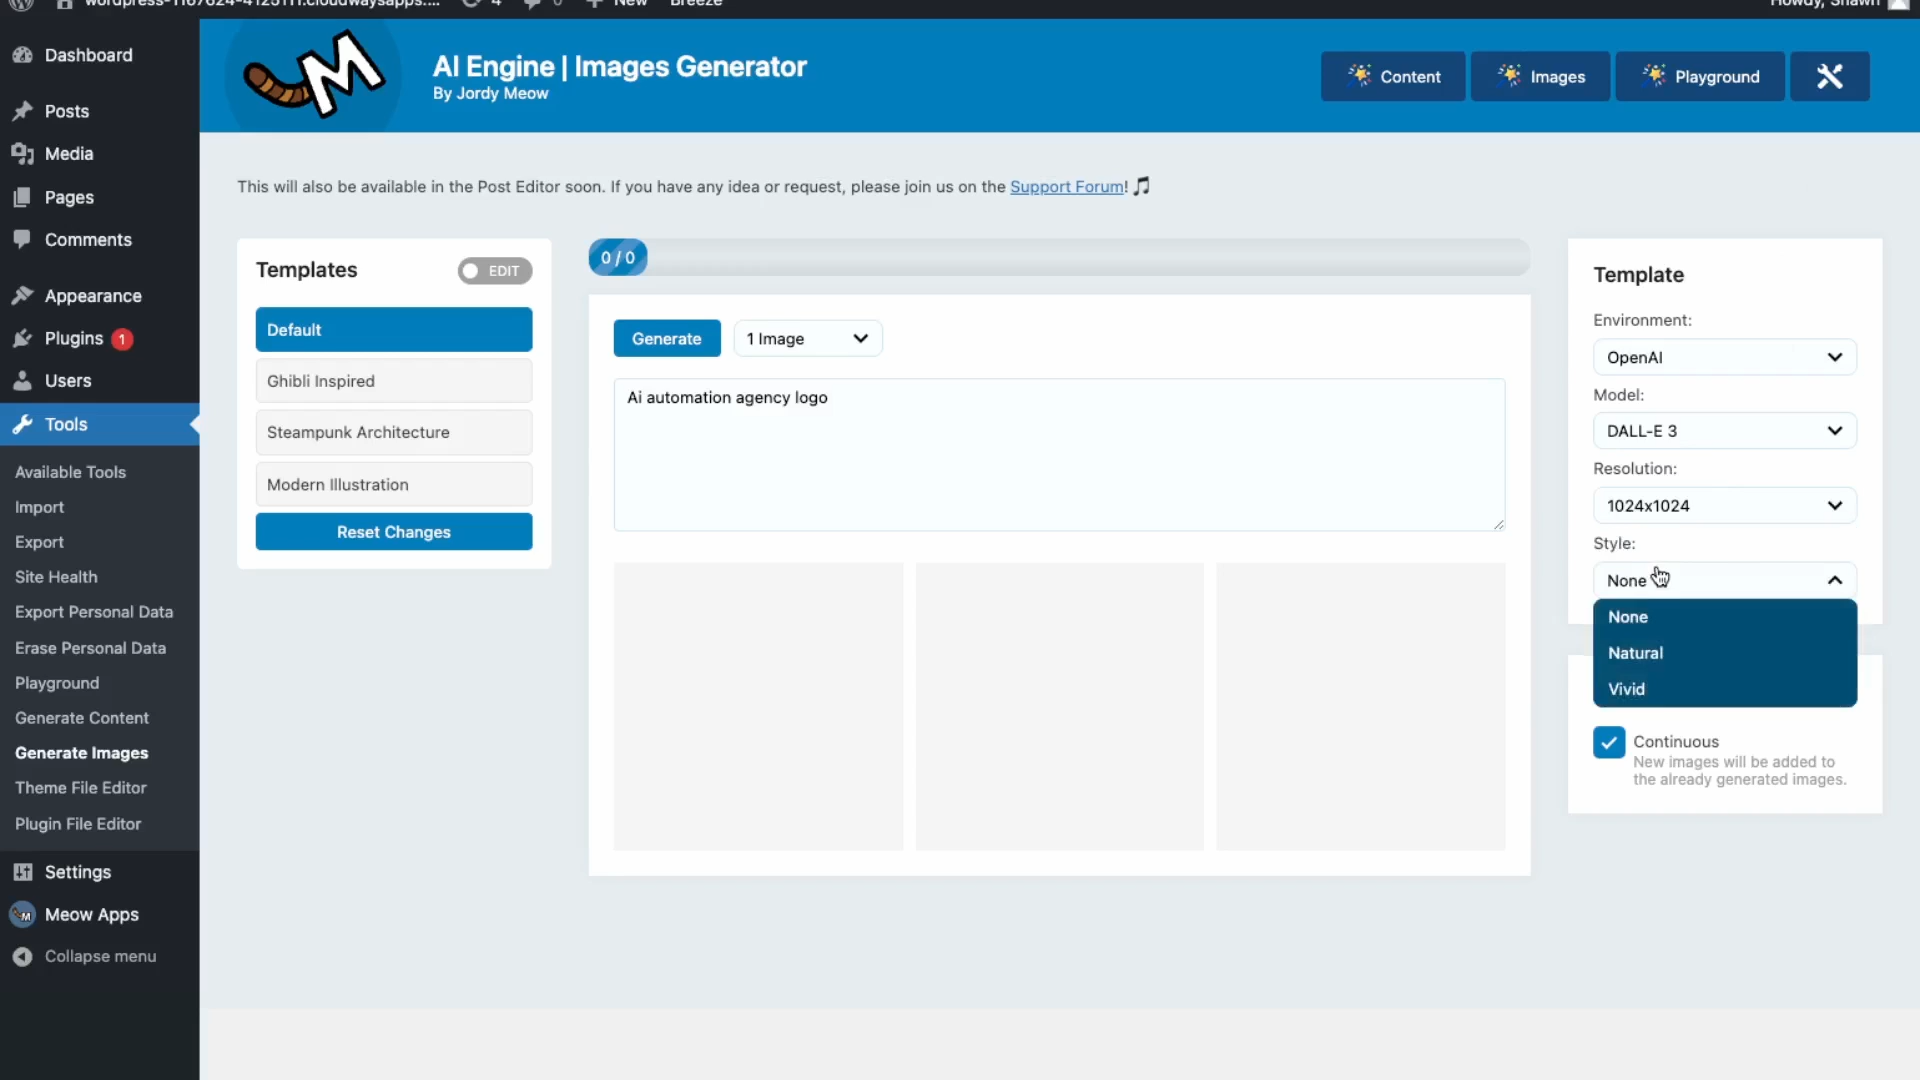 wordpress-1167624-4125111.cloudwaysapps.... 4 0 New Breeze Howdy, Shawn
Dashboard
Posts
Media
Pages
Comments
Appearance
Plugins 1
Users
Tools
Available Tools
Import
Export
Site Health
Export Personal Data
Erase Personal Data
Playground
Generate Content
Generate Images
Theme File Editor
Plugin File Editor
Settings
Meow Apps
Collapse menu
M
AI Engine | Images Generator
By Jordy Meow
Content
Images
Playground
This will also be available in the Post Editor soon. If you have any idea or request, please join us on the Support Forum!
Templates
EDIT
Default
Ghibli Inspired
Steampunk Architecture
Modern Illustration
Reset Changes
0 / 0
Generate
1 Image
Ai automation agency logo
Template
Environment:
OpenAI
Model:
DALL-E 3
Resolution:
1024x1024
Style:
None
None
Natural
Vivid
Continuous
New images will be added to
the already generated images.